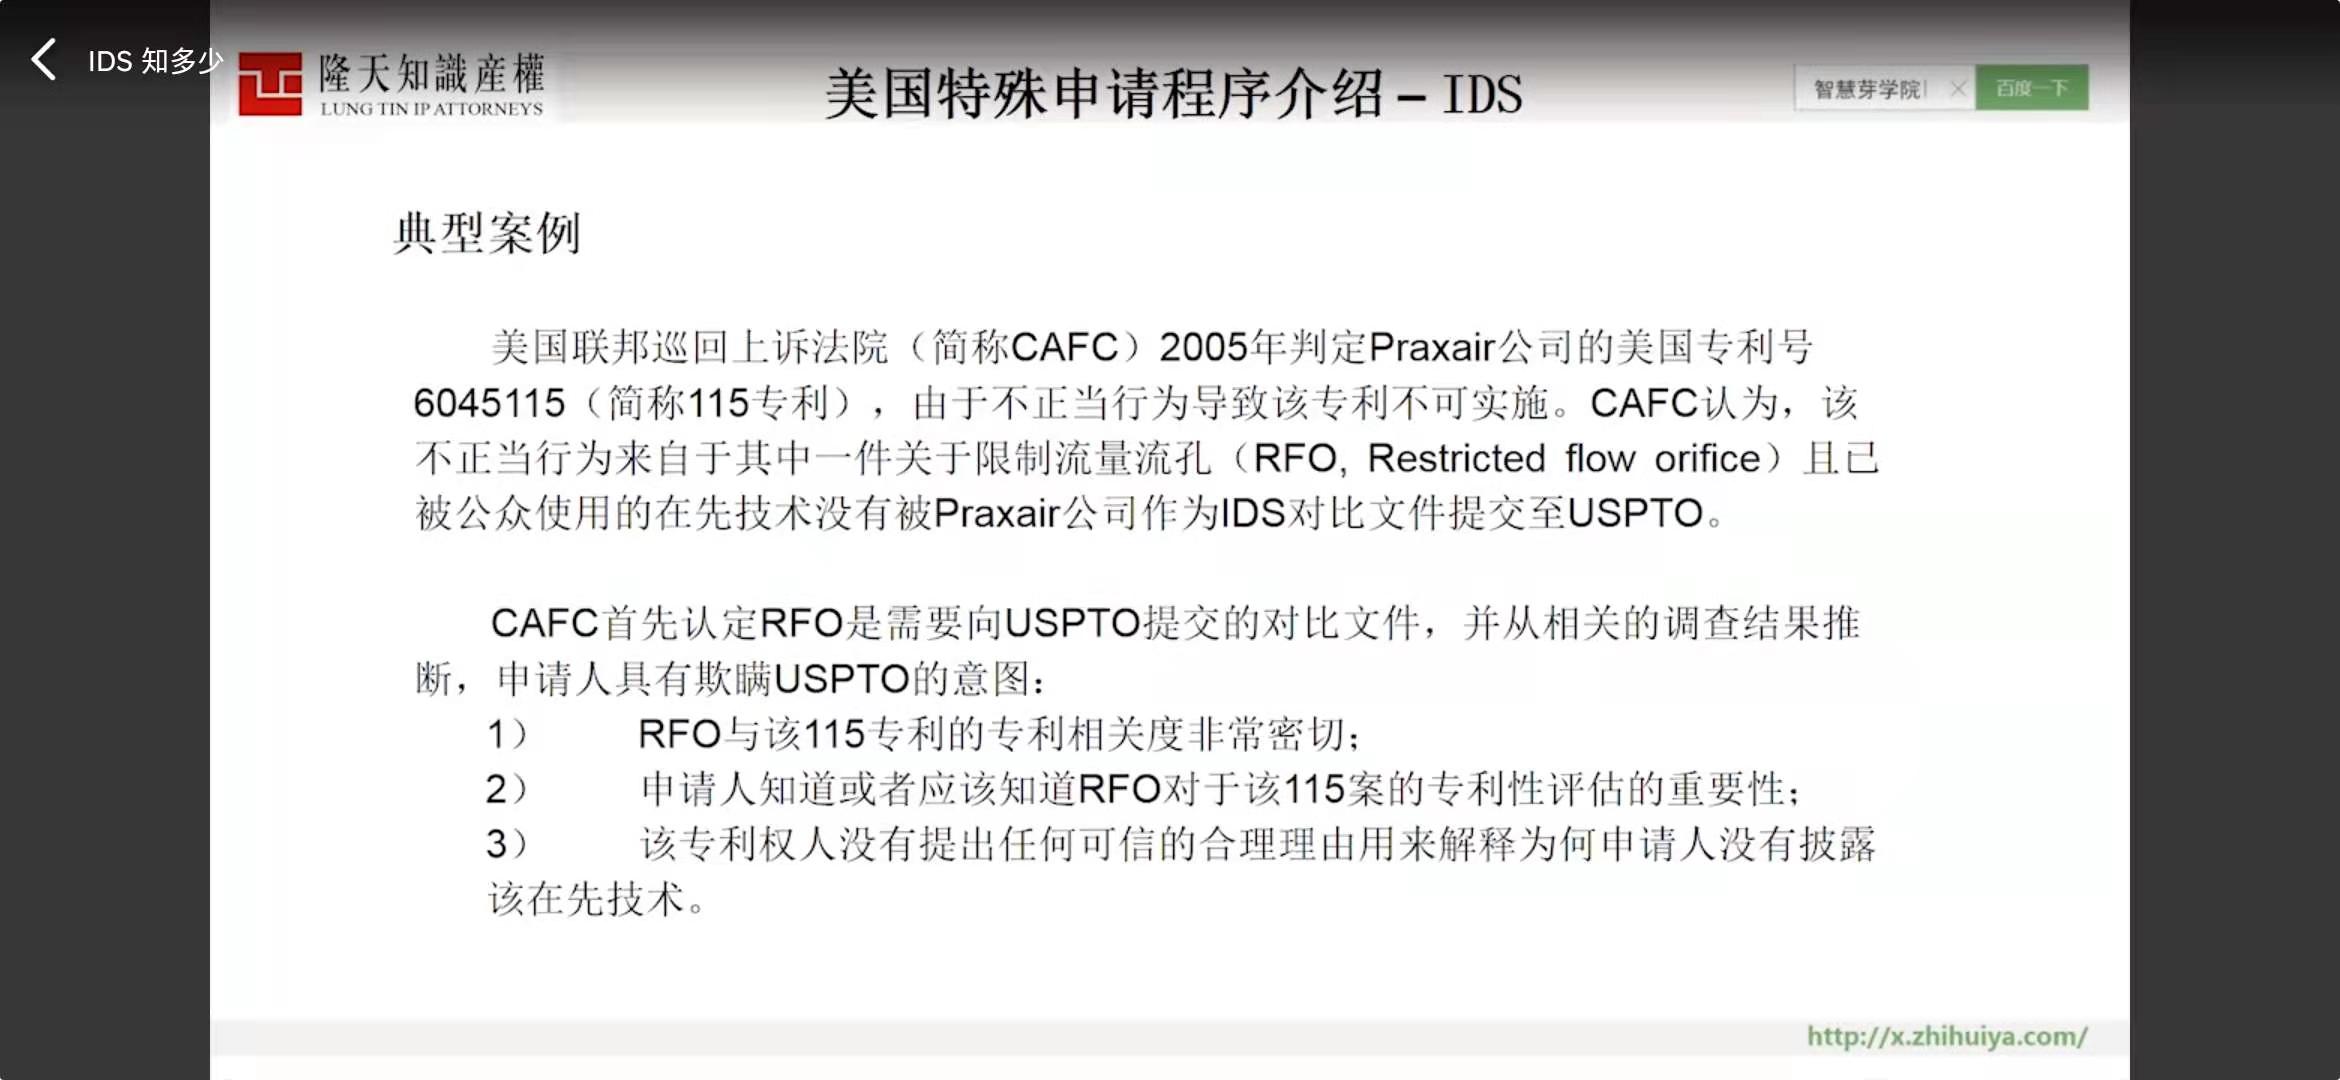 IDS 知多少
隆天知識産權
LUNG TIN IP ATTORNEYS
美国特殊申请程序介绍 – IDS
智慧芽学院
百度一下
典型案例
美国联邦巡回上诉法院（简称CAFC）2005年判定Praxair公司的美国专利号
6045115（简称115专利），由于不正当行为导致该专利不可实施。CAFC认为，该
不正当行为来自于其中一件关于限制流量流孔（RFO, Restricted flow orifice）且已
被公众使用的在先技术没有被Praxair公司作为IDS对比文件提交至USPTO。
CAFC首先认定RFO是需要向USPTO提交的对比文件，并从相关的调查结果推
断，申请人具有欺瞒USPTO的意图：
1） RFO与该115专利的专利相关度非常密切；
2） 申请人知道或者应该知道RFO对于该115案的专利性评估的重要性；
3） 该专利权人没有提出任何可信的合理理由用来解释为何申请人没有披露
该在先技术。
http://x.zhihuiya.com/